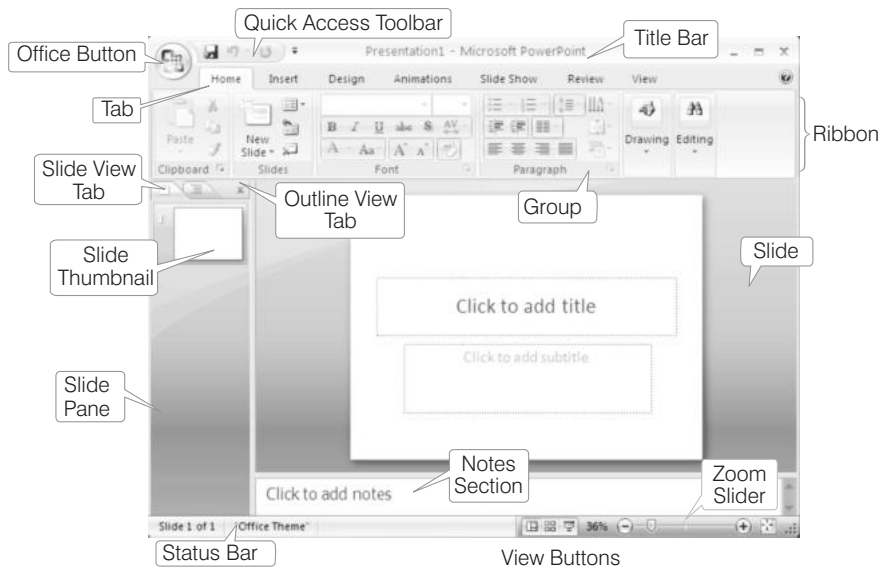 Quick Access Toolbar
Office Button
Presentation1 - Microsoft PowerPoint
Title Bar
Home Insert Design Animations Slide Show Review View
Tab
Paste
New Slide
B I U abc S AV
A Aa A A
Drawing Editing
Ribbon
Clipboard Slides Font Paragraph
Slide View
Tab
Outline View
Tab
Group
1
Slide
Thumbnail
Slide
Click to add title
Click to add subtitle
Slide
Pane
Notes
Section
Click to add notes
Zoom
Slider
Slide 1 of 1 "Office Theme" 36%
Status Bar
View Buttons